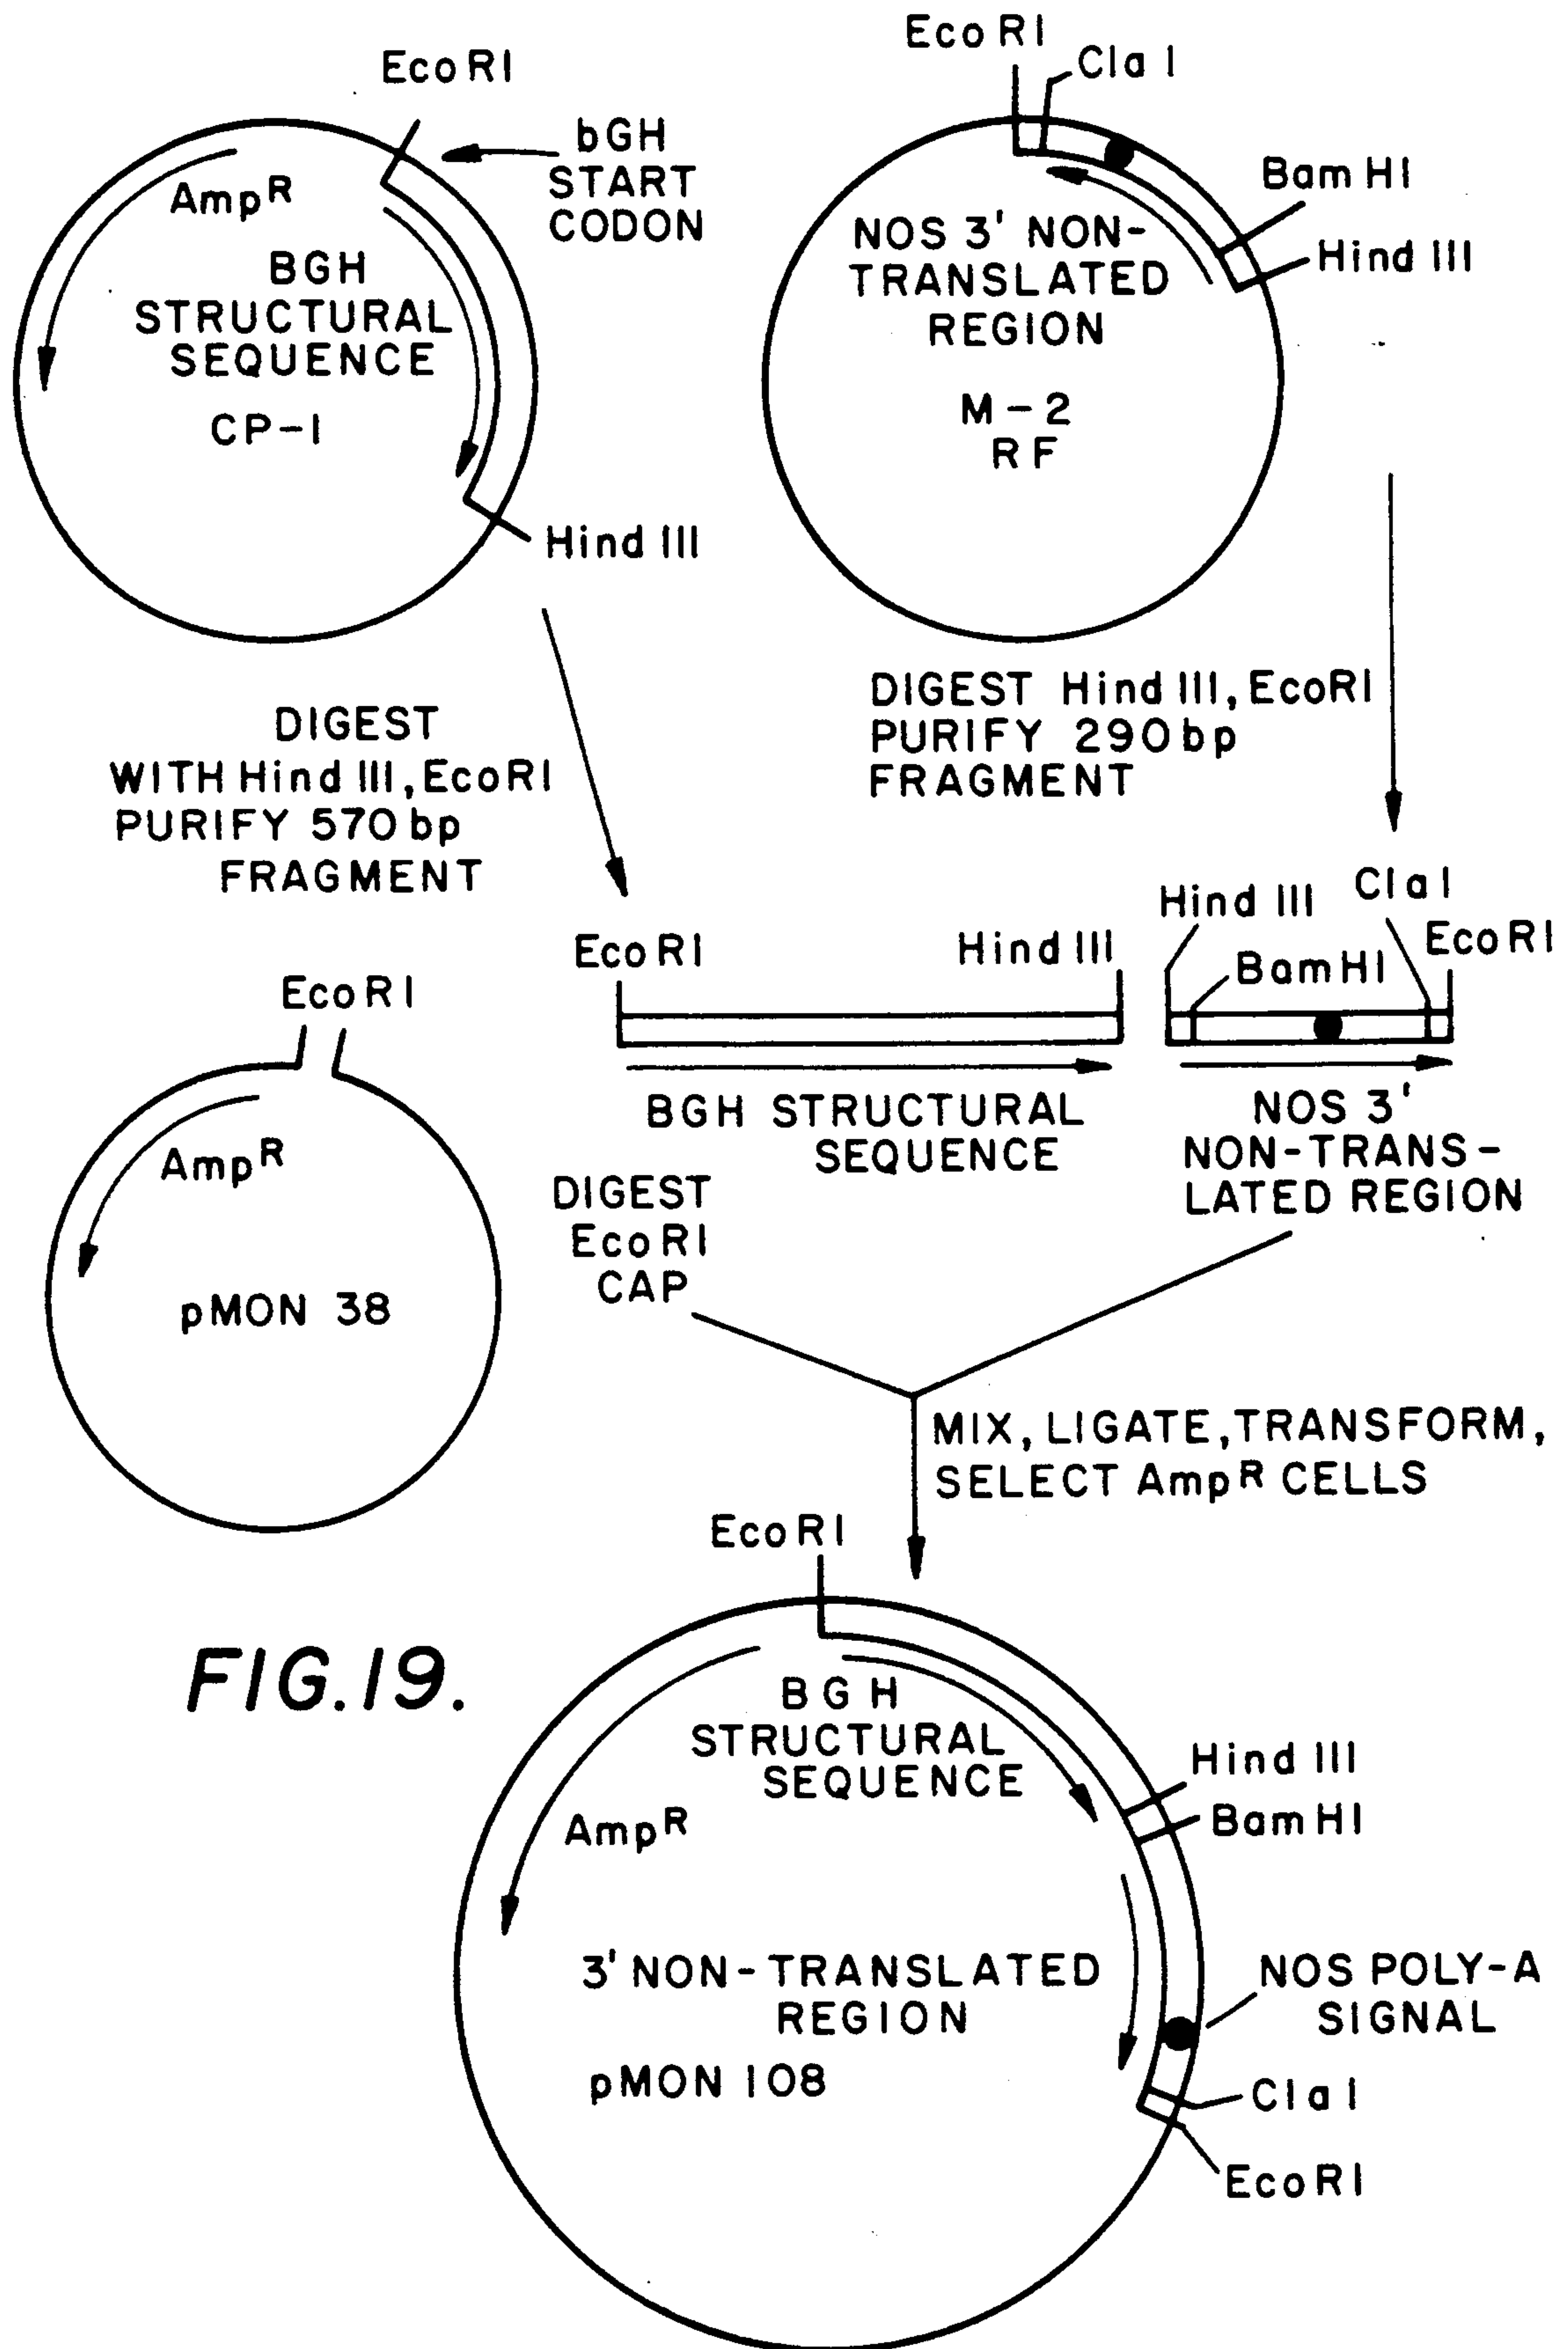 EcoRI
bGH
START
CODON
AmpR
BGH
STRUCTURAL
SEQUENCE
CP-1
Hind III
EcoRI
ClaI
BamHI
Hind III
NOS 3' NON-
TRANSLATED
REGION
M-2
RF
DIGEST
WITH Hind III, EcoRI
PURIFY 570 bp
FRAGMENT
DIGEST Hind III, EcoRI
PURIFY 290 bp
FRAGMENT
EcoRI
Hind III
Hind III
ClaI
BamHI
EcoRI
BGH STRUCTURAL
SEQUENCE
NOS 3'
NON-TRANS-
LATED REGION
EcoRI
AmpR
pMON 38
DIGEST
EcoRI
CAP
MIX, LIGATE, TRANSFORM,
SELECT AmpR CELLS
FIG. 19.
EcoRI
BGH
STRUCTURAL
SEQUENCE
AmpR
Hind III
BamHI
3' NON-TRANSLATED
REGION
pMON 108
NOS POLY-A
SIGNAL
ClaI
EcoRI